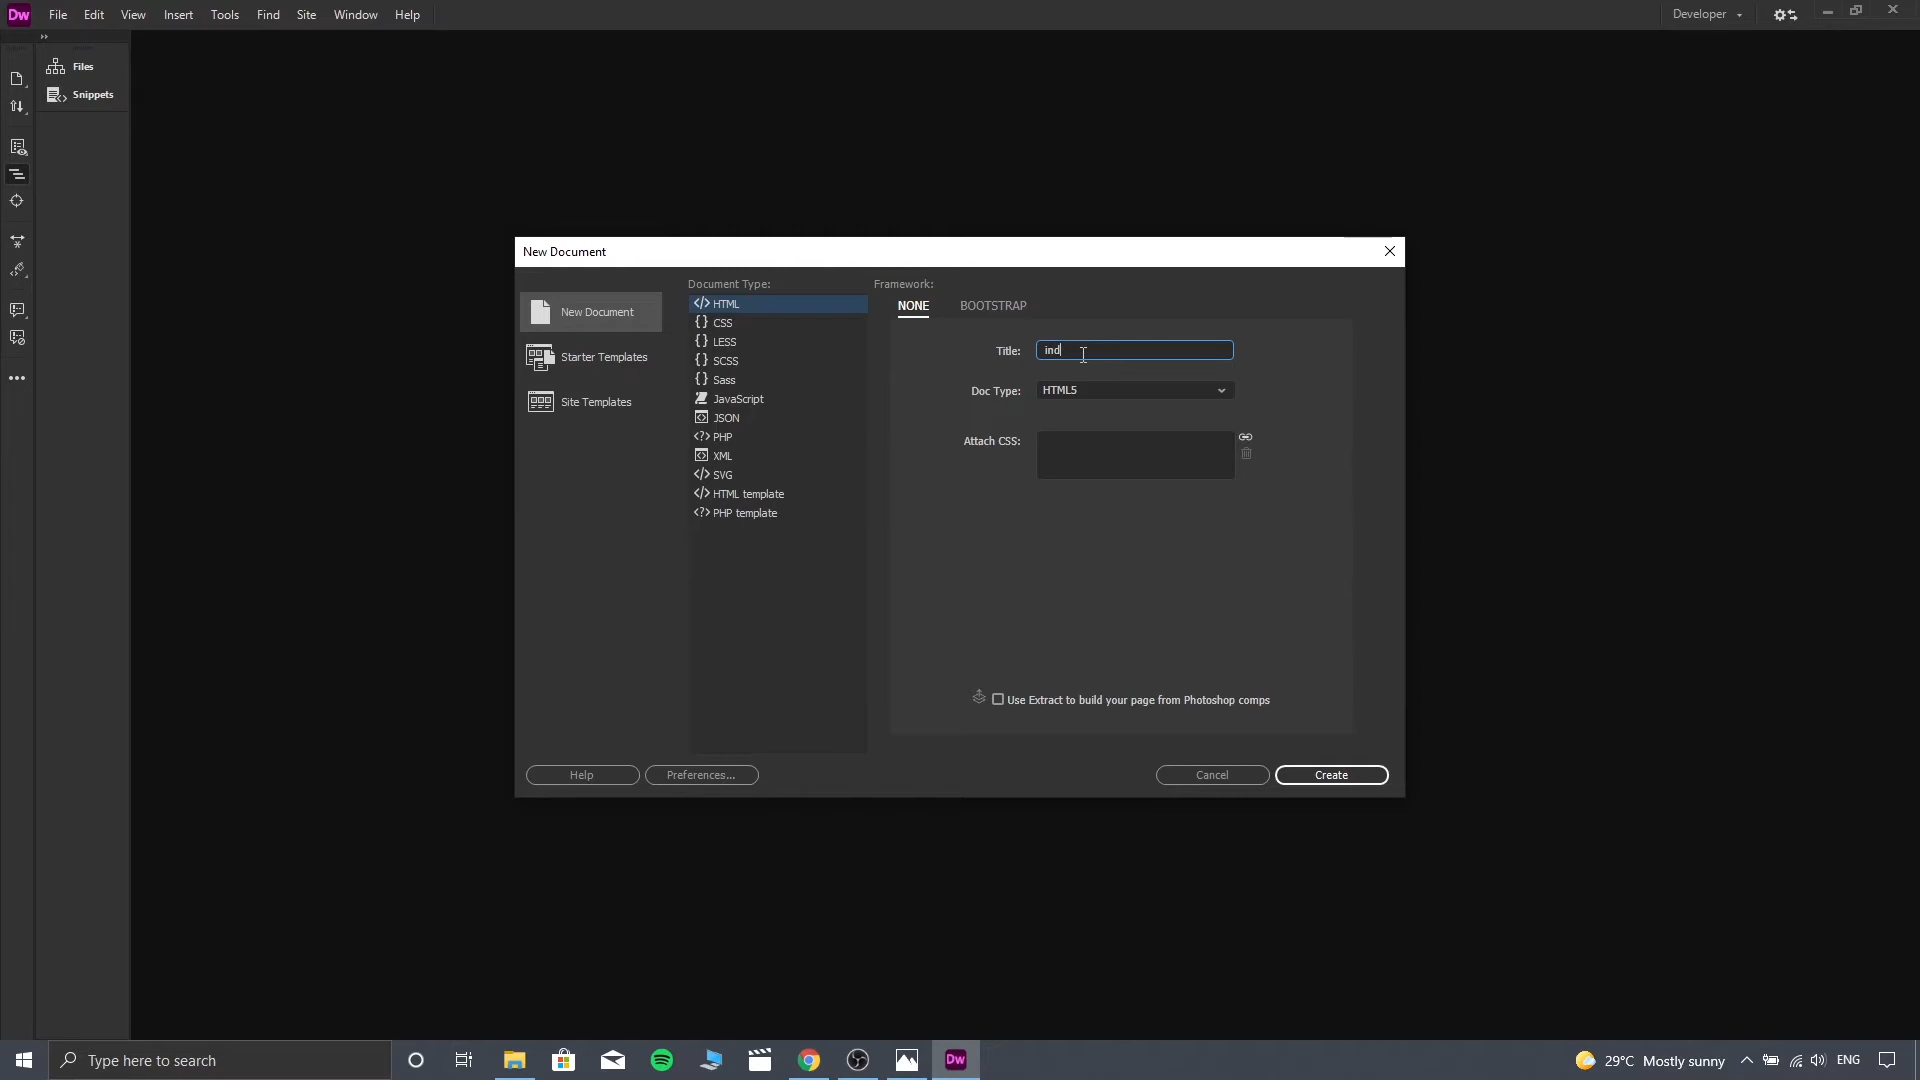 Dw File Edit View Insert Tools Find Site Window Help Developer
Files
Snippets
New Document
New Document
Starter Templates
Site Templates
Document Type:
HTML
CSS
LESS
SCSS
Sass
JavaScript
JSON
PHP
XML
SVG
HTML template
PHP template
Framework:
NONE BOOTSTRAP
Title: ind
Doc Type: HTML5
Attach CSS:
Use Extract to build your page from Photoshop comps
Help Preferences... Cancel Create
Type here to search Dw 29°C Mostly sunny ENG